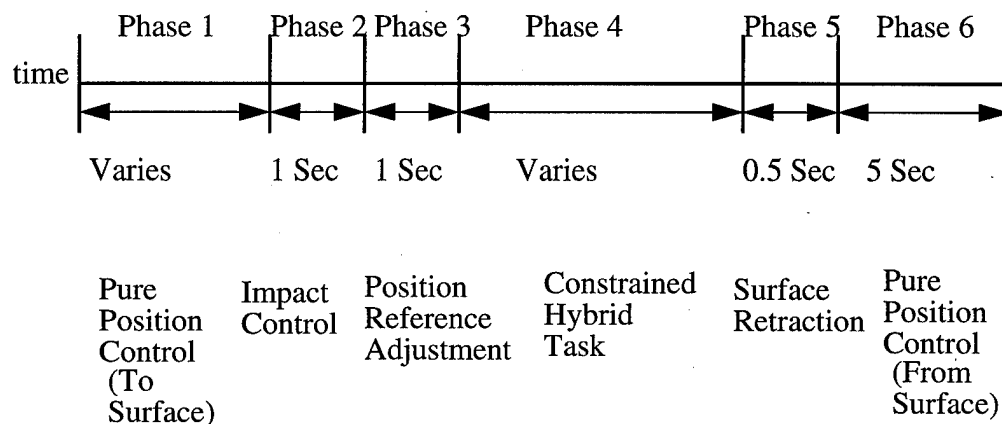 Phase 1 Phase 2 Phase 3 Phase 4 Phase 5 Phase 6
time
Varies 1 Sec 1 Sec Varies 0.5 Sec 5 Sec
Pure
Position
Control
(To
Surface)
Impact
Control
Position
Reference
Adjustment
Constrained
Hybrid
Task
Surface
Retraction
Pure
Position
Control
(From
Surface)